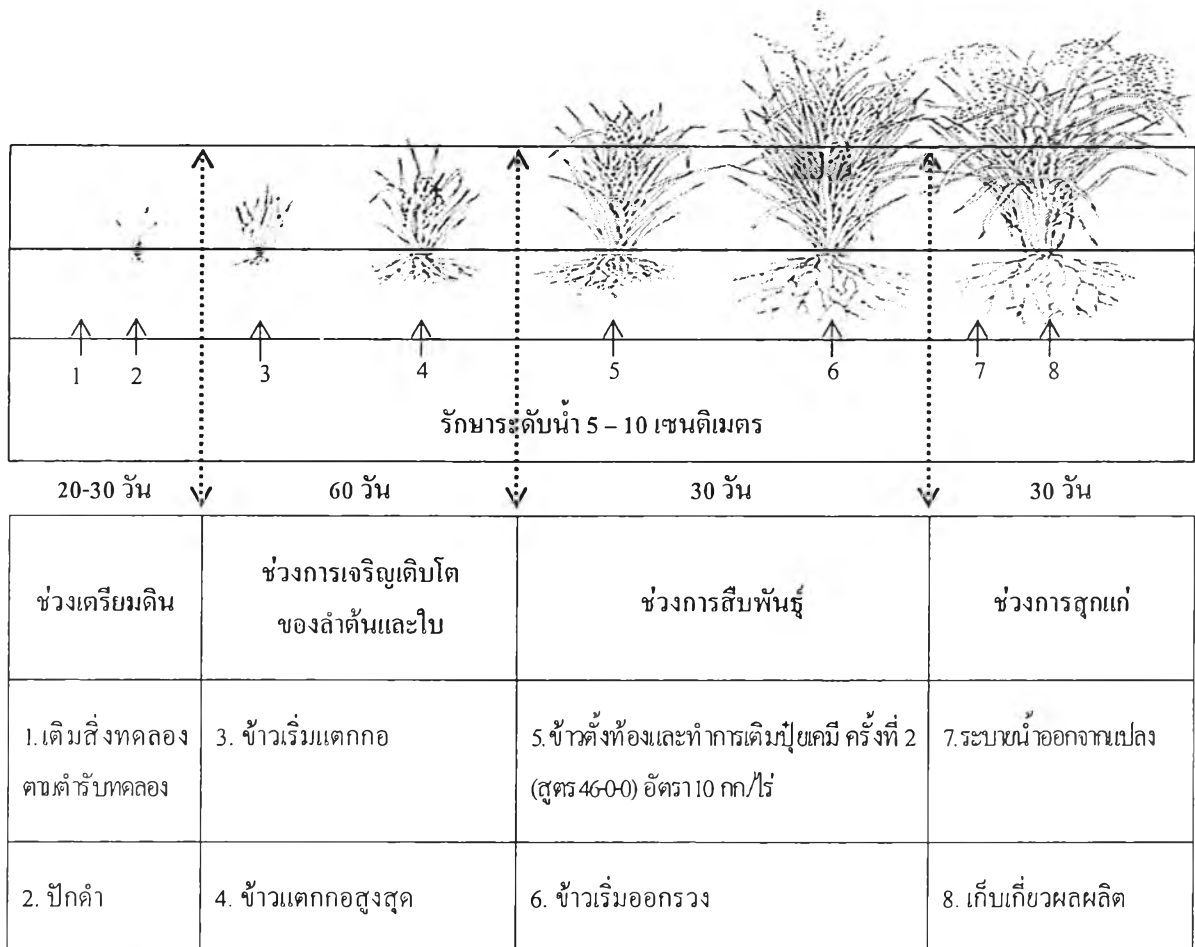 1 2 3 4 5 6 7 8
รักษาระดับน้ำ 5 – 10 เซนติเมตร
20-30 วัน 60 วัน 30 วัน 30 วัน
ช่วงเตรียมดิน
ช่วงการเจริญเติบโต
ของลำต้นและใบ
ช่วงการสืบพันธุ์
ช่วงการสุกแก่
1. เติมสิ่งทดลอง
ตามตำรับทดลอง
3. ข้าวเริ่มแตกกอ
5. ข้าวตั้งท้องและทำการเติมปุ๋ยเคมี ครั้งที่ 2
(สูตร 46-0-0) อัตรา 10 กก/ไร่
7. ระบายน้ำออกจากแปลง
2. ปักดำ
4. ข้าวแตกกอสูงสุด
6. ข้าวเริ่มออกรวง
8. เก็บเกี่ยวผลผลิต